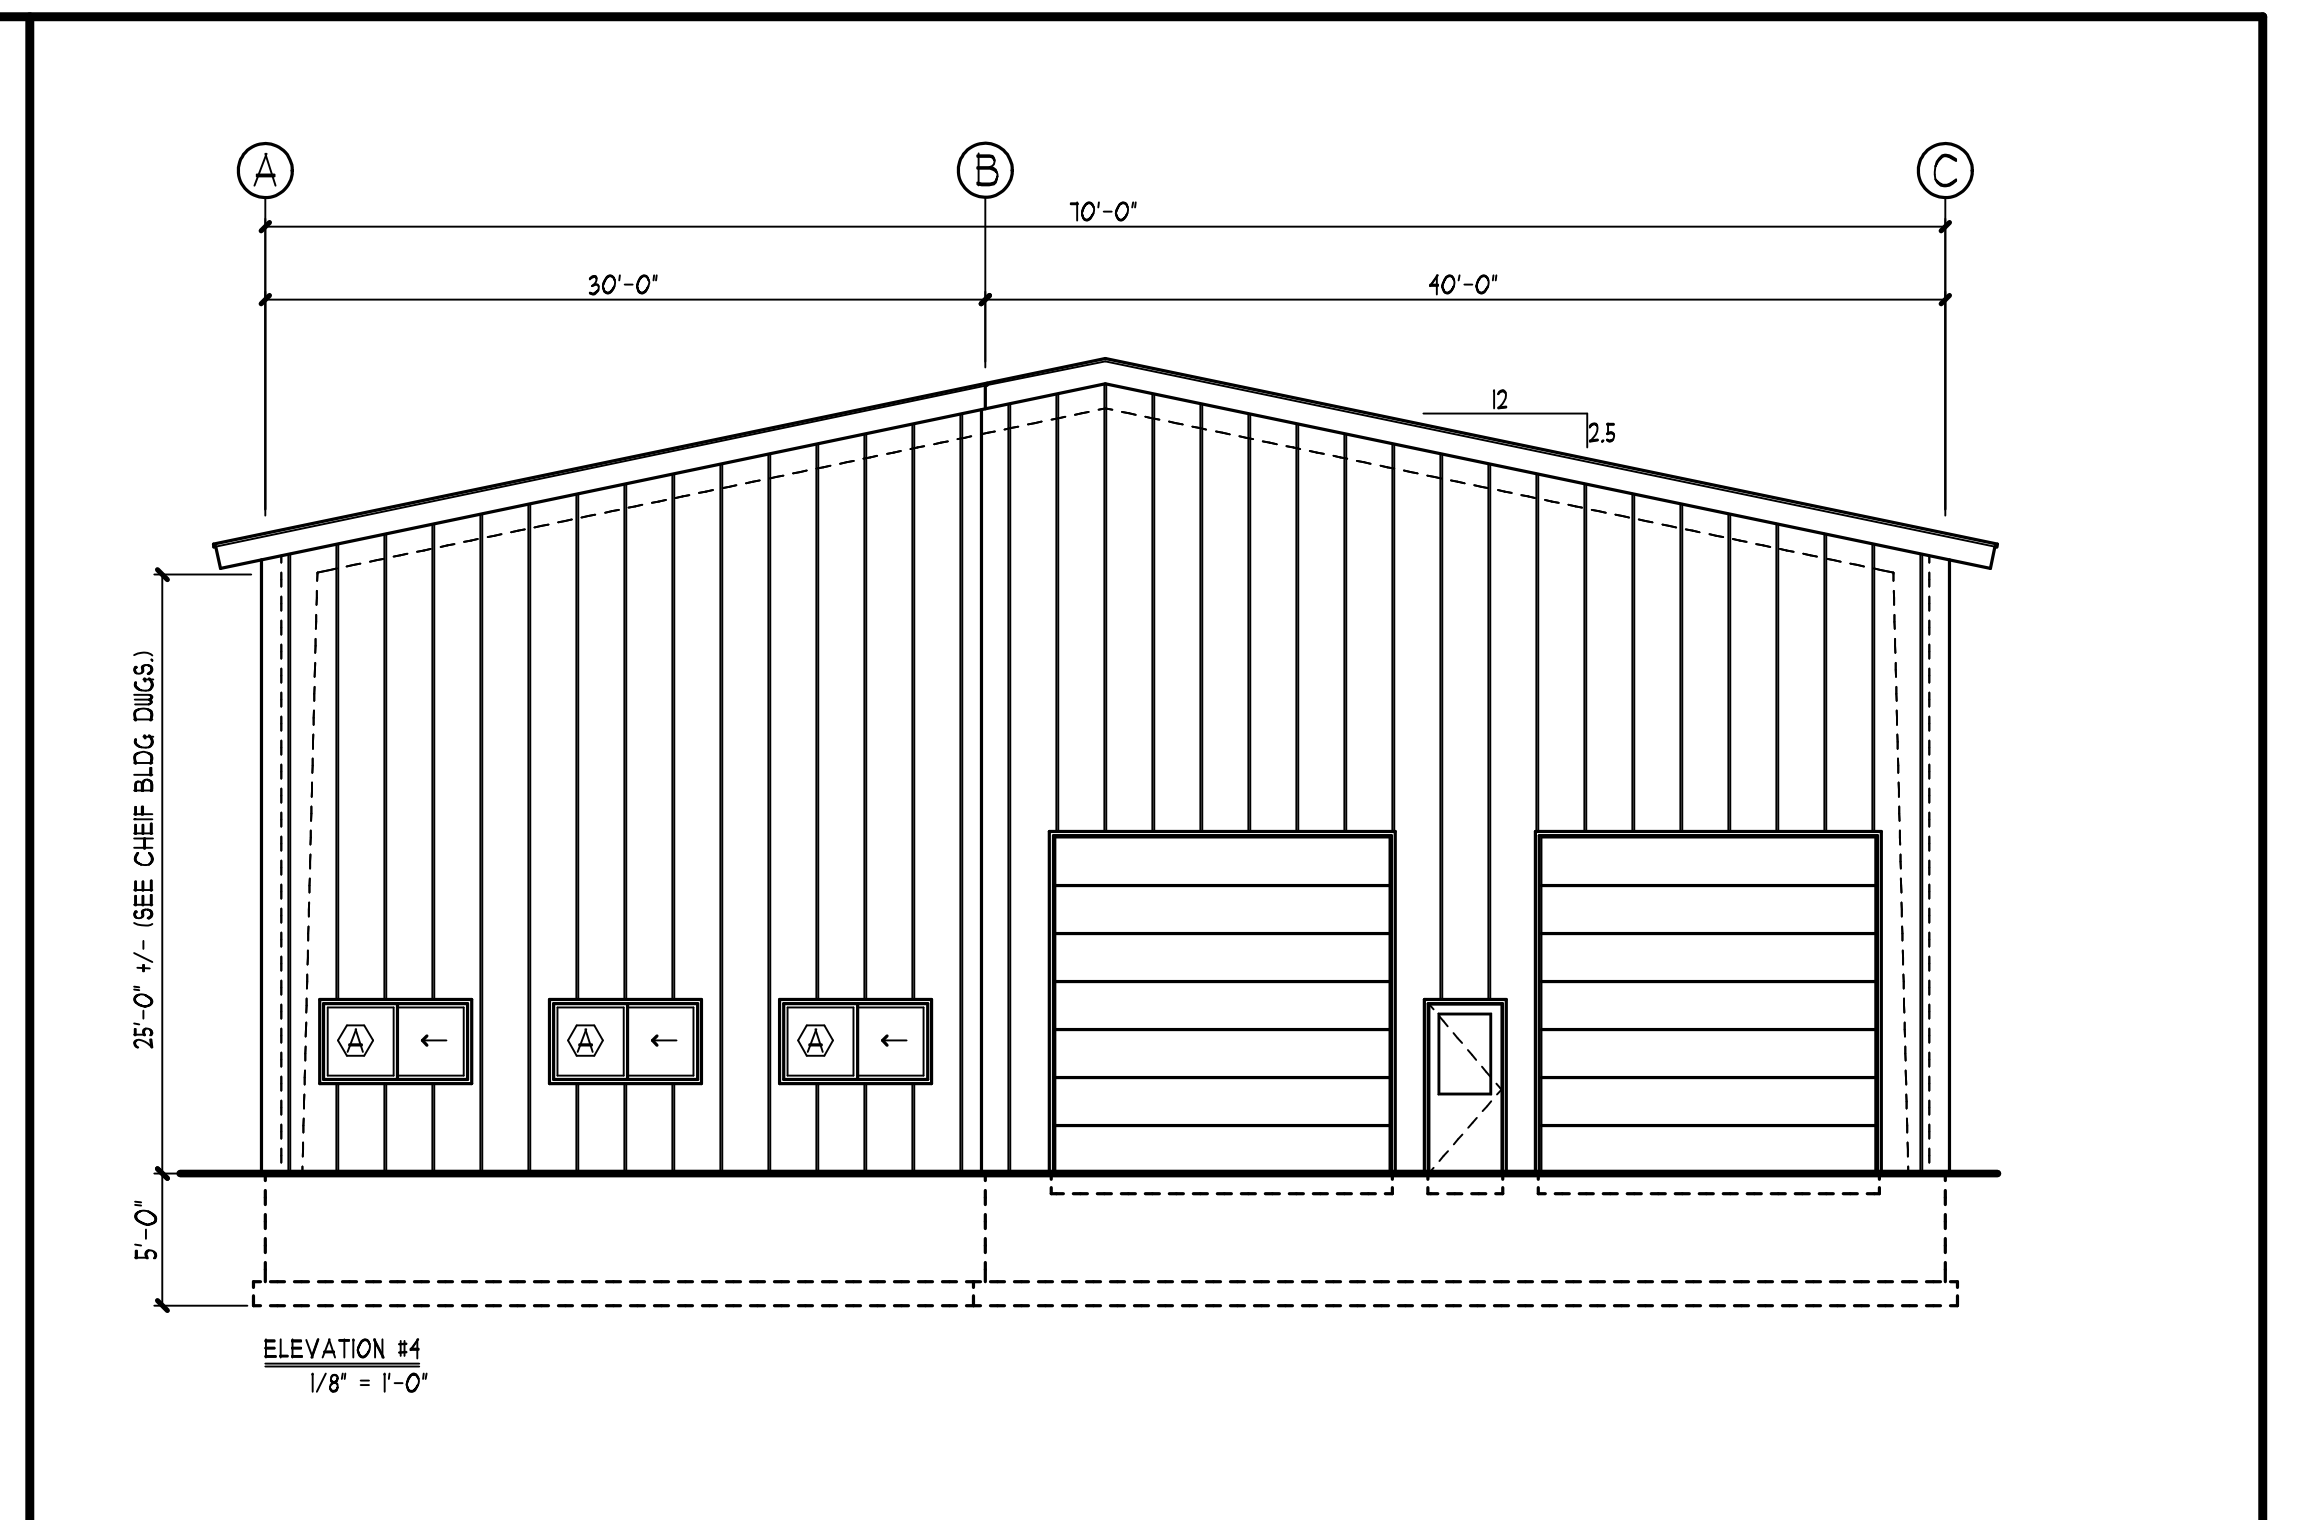 A
B
C
70'-0"
30'-0"
40'-0"
12
2.5
25'-0" +/- (SEE CHEIF BLDG DWGS.)
A
A
A
5'-0"
ELEVATION #4
1/8" = 1'-0"